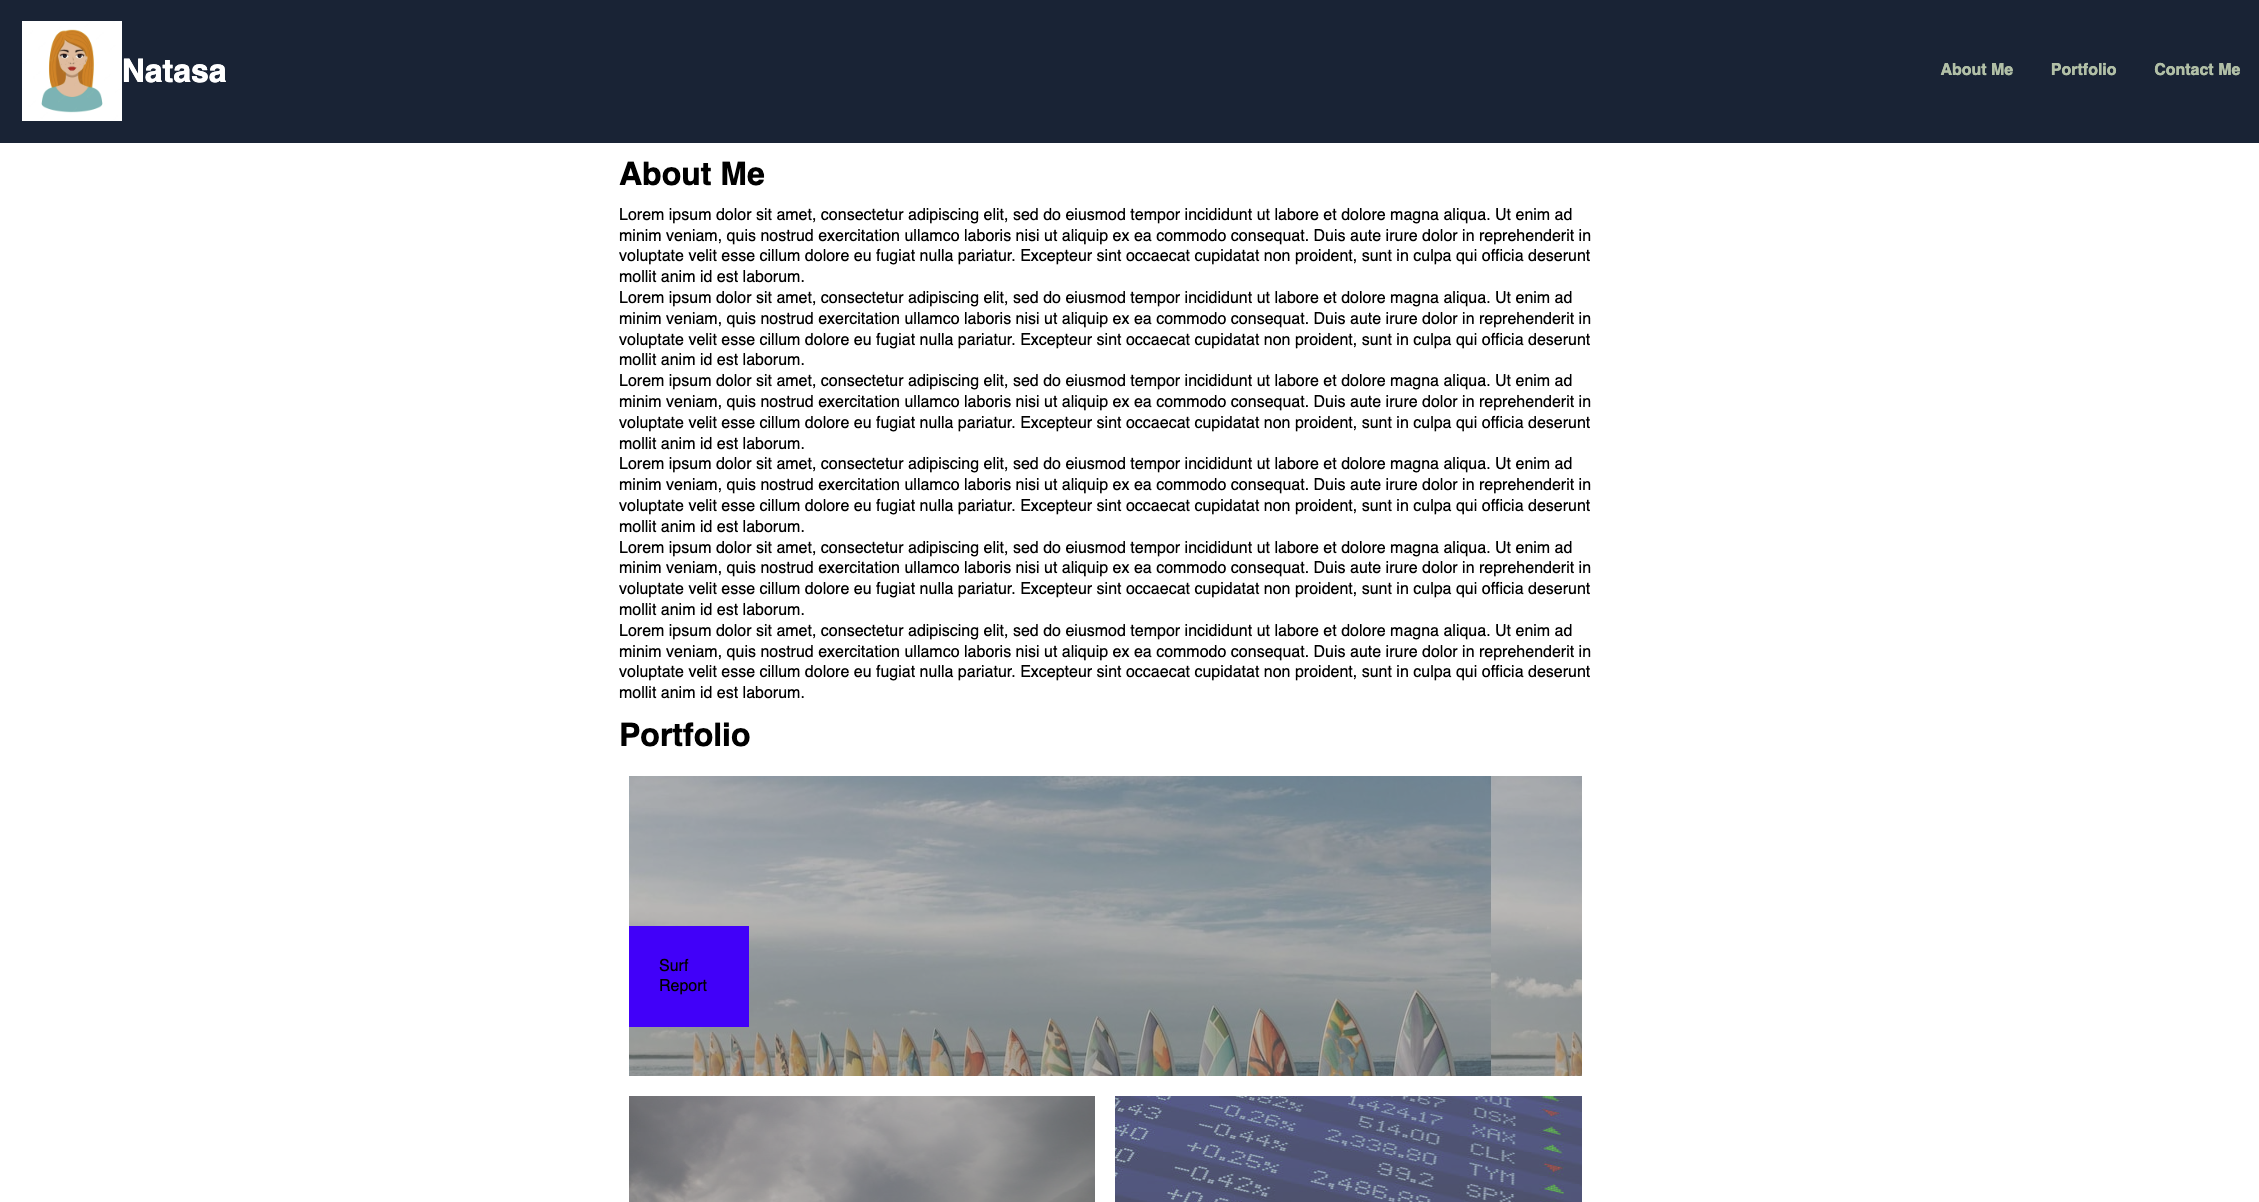 Natasa
About Me Portfolio Contact Me
About Me
Lorem ipsum dolor sit amet, consectetur adipiscing elit, sed do eiusmod tempor incididunt ut labore et dolore magna aliqua. Ut enim ad
minim veniam, quis nostrud exercitation ullamco laboris nisi ut aliquip ex ea commodo consequat. Duis aute irure dolor in reprehenderit in
voluptate velit esse cillum dolore eu fugiat nulla pariatur. Excepteur sint occaecat cupidatat non proident, sunt in culpa qui officia deserunt
mollit anim id est laborum.
Lorem ipsum dolor sit amet, consectetur adipiscing elit, sed do eiusmod tempor incididunt ut labore et dolore magna aliqua. Ut enim ad
minim veniam, quis nostrud exercitation ullamco laboris nisi ut aliquip ex ea commodo consequat. Duis aute irure dolor in reprehenderit in
voluptate velit esse cillum dolore eu fugiat nulla pariatur. Excepteur sint occaecat cupidatat non proident, sunt in culpa qui officia deserunt
mollit anim id est laborum.
Lorem ipsum dolor sit amet, consectetur adipiscing elit, sed do eiusmod tempor incididunt ut labore et dolore magna aliqua. Ut enim ad
minim veniam, quis nostrud exercitation ullamco laboris nisi ut aliquip ex ea commodo consequat. Duis aute irure dolor in reprehenderit in
voluptate velit esse cillum dolore eu fugiat nulla pariatur. Excepteur sint occaecat cupidatat non proident, sunt in culpa qui officia deserunt
mollit anim id est laborum.
Lorem ipsum dolor sit amet, consectetur adipiscing elit, sed do eiusmod tempor incididunt ut labore et dolore magna aliqua. Ut enim ad
minim veniam, quis nostrud exercitation ullamco laboris nisi ut aliquip ex ea commodo consequat. Duis aute irure dolor in reprehenderit in
voluptate velit esse cillum dolore eu fugiat nulla pariatur. Excepteur sint occaecat cupidatat non proident, sunt in culpa qui officia deserunt
mollit anim id est laborum.
Lorem ipsum dolor sit amet, consectetur adipiscing elit, sed do eiusmod tempor incididunt ut labore et dolore magna aliqua. Ut enim ad
minim veniam, quis nostrud exercitation ullamco laboris nisi ut aliquip ex ea commodo consequat. Duis aute irure dolor in reprehenderit in
voluptate velit esse cillum dolore eu fugiat nulla pariatur. Excepteur sint occaecat cupidatat non proident, sunt in culpa qui officia deserunt
mollit anim id est laborum.
Lorem ipsum dolor sit amet, consectetur adipiscing elit, sed do eiusmod tempor incididunt ut labore et dolore magna aliqua. Ut enim ad
minim veniam, quis nostrud exercitation ullamco laboris nisi ut aliquip ex ea commodo consequat. Duis aute irure dolor in reprehenderit in
voluptate velit esse cillum dolore eu fugiat nulla pariatur. Excepteur sint occaecat cupidatat non proident, sunt in culpa qui officia deserunt
mollit anim id est laborum.
Portfolio
Surf
Report
-0.26% 1,424.17 OSX
-0.44% 514.00 XAX
+0.25% 2,338.80 CLK
-0.42% 99.2 TYM
SPX